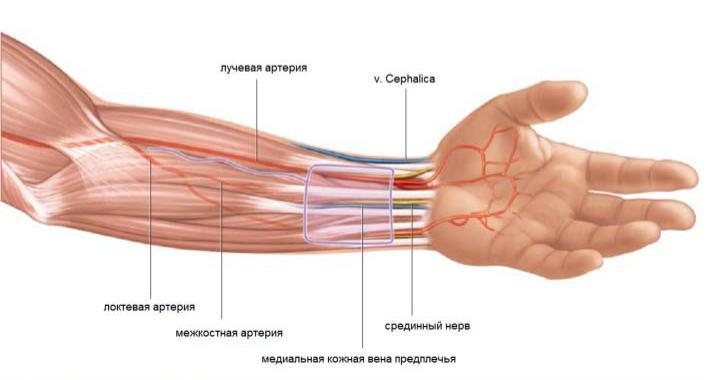 лучевая артерия
v. Cephalica
локтевая артерия
межкостная артерия
срединный нерв
медиальная кожная вена предплечья